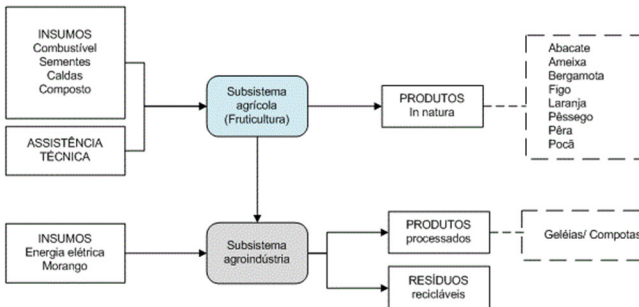 INSUMOS
Combustível
Sementes
Caldas
Composto
ASSISTÊNCIA
TÉCNICA
Subsistema
agrícola
(Fruticultura)
PRODUTOS
In natura
Abacate
Ameixa
Bergamota
Figo
Laranja
Pêssego
Pêra
Pocã
INSUMOS
Energia elétrica
Morango
Subsistema
agroindústria
PRODUTOS
processados
Geléias/ Compotas
RESÍDUOS
recicláveis